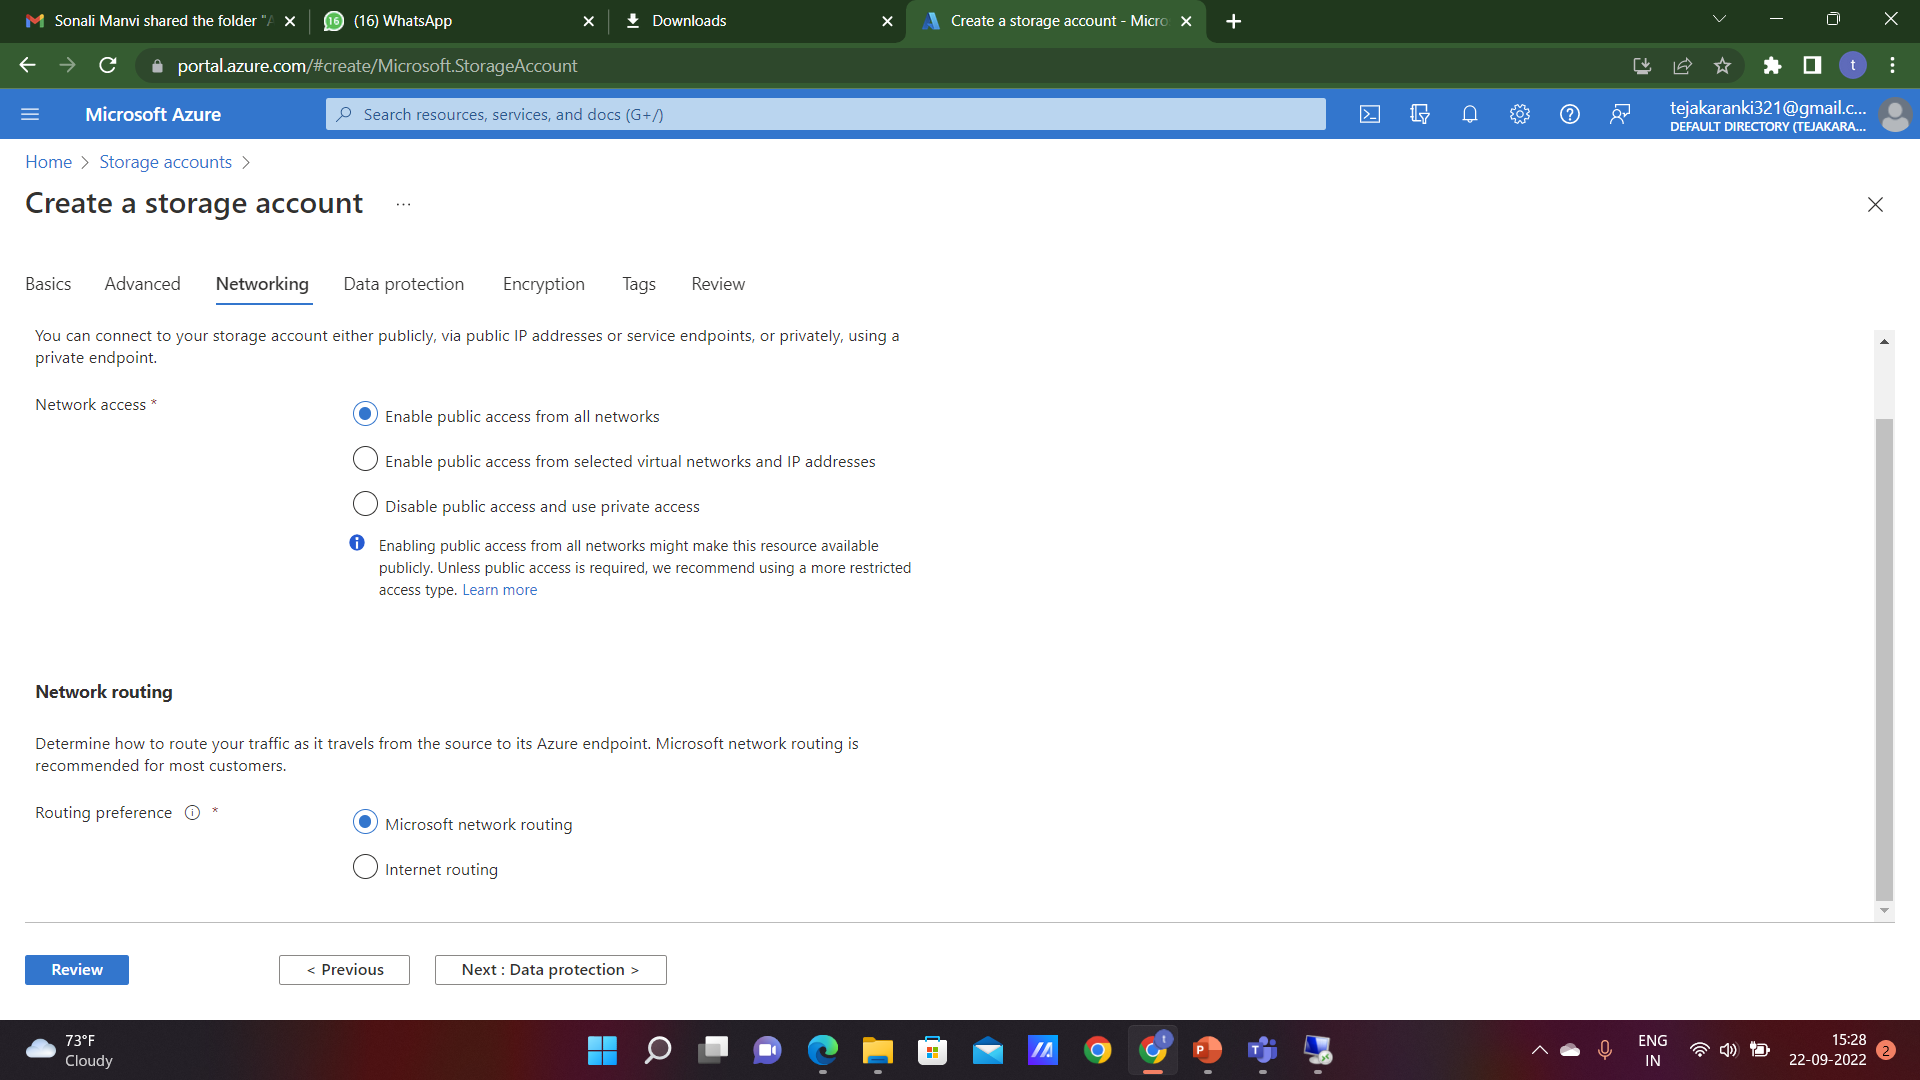 Sonali Manvi shared the folder "A
(16) WhatsApp
Downloads
Create a storage account - Micro
portal.azure.com/#create/Microsoft.StorageAccount
t
Microsoft Azure
Search resources, services, and docs (G+/)
tejakaranki321@gmail.c...
DEFAULT DIRECTORY (TEJAKARA...
Home > Storage accounts >
Create a storage account ...
Basics Advanced Networking Data protection Encryption Tags Review
You can connect to your storage account either publicly, via public IP addresses or service endpoints, or privately, using a
private endpoint.
Network access *
Enable public access from all networks
Enable public access from selected virtual networks and IP addresses
Disable public access and use private access
Enabling public access from all networks might make this resource available
publicly. Unless public access is required, we recommend using a more restricted
access type. Learn more
Network routing
Determine how to route your traffic as it travels from the source to its Azure endpoint. Microsoft network routing is
recommended for most customers.
Routing preference *
Microsoft network routing
Internet routing
Review
< Previous
Next : Data protection >
73°F
Cloudy
ENG
IN
15:28
22-09-2022
2